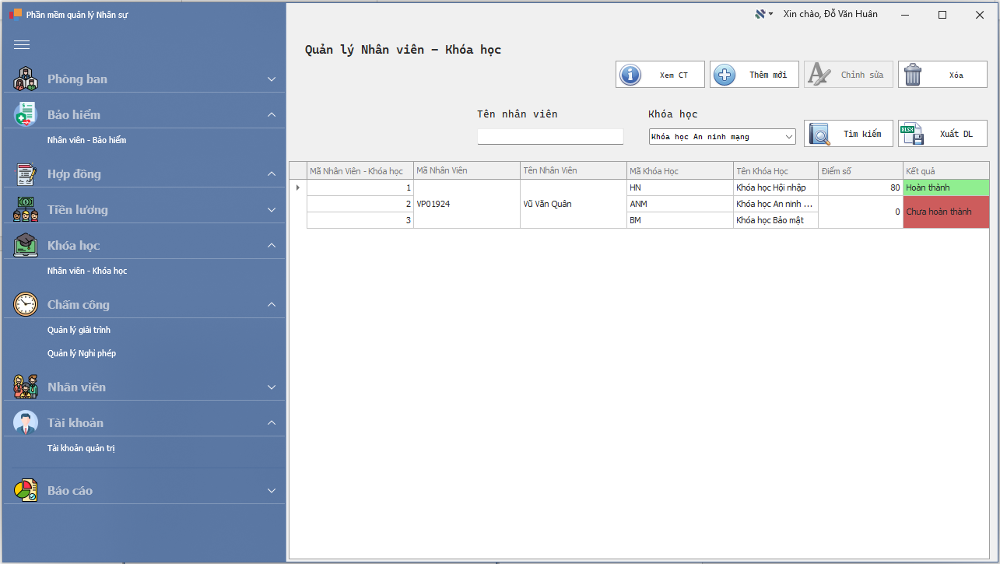 Phần mềm quản lý Nhân sự
Xin chào, Đỗ Văn Huân
Phòng ban
Bảo hiểm
Nhân viên - Bảo hiểm
Hợp đồng
Tiền lương
Khóa học
Nhân viên - Khóa học
Chấm công
Quản lý giải trình
Quản lý Nghỉ phép
Nhân viên
Tài khoản
Tài khoản quản trị
Báo cáo
Quản lý Nhân viên - Khóa học
Xem CT
Thêm mới
Chỉnh sửa
Xóa
Tên nhân viên
Khóa học
Khóa học An ninh mạng
Tìm kiếm
XLSX
Xuất DL
Mã Nhân Viên - Khóa học Mã Nhân Viên Tên Nhân Viên Mã Khóa Học Tên Khóa Học Điểm số Kết quả
1 HN Khóa học Hội nhập 80 Hoàn thành
2 VP01924 Vũ Văn Quân ANM Khóa học An ninh ...
0 Chưa hoàn thành
3 BM Khóa học Bảo mật